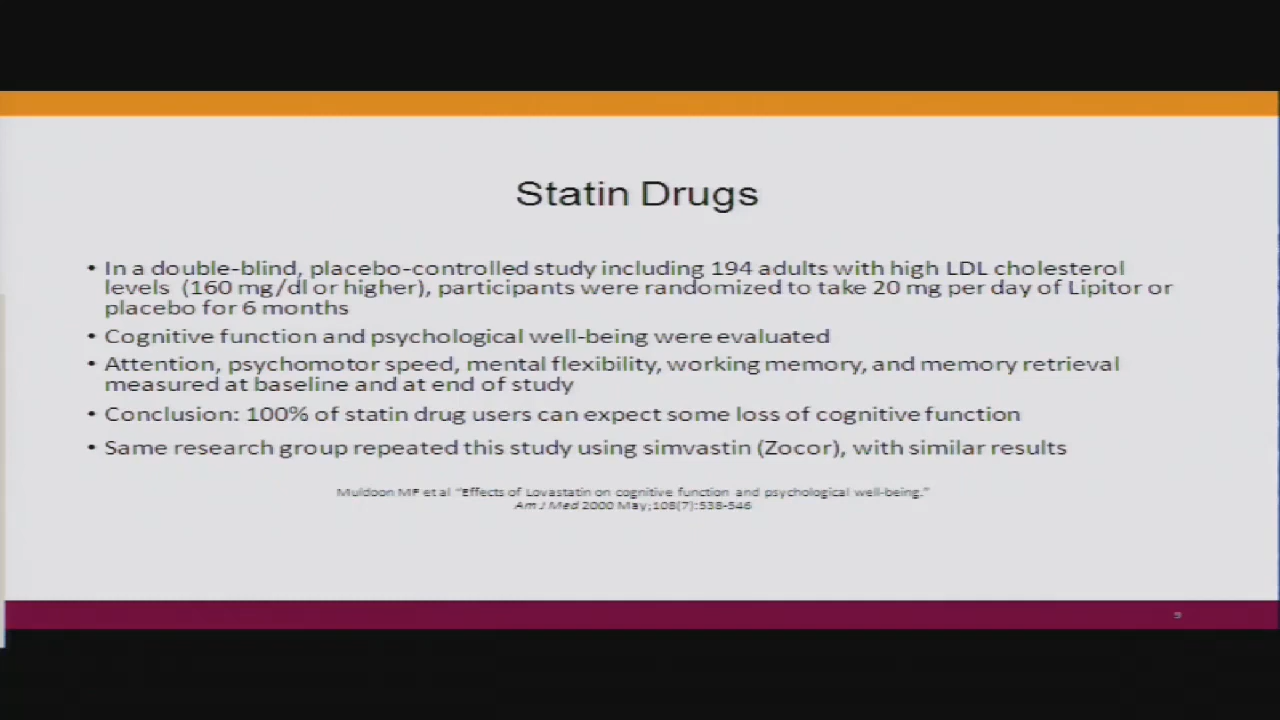 Statin Drugs
• In a double-blind, placebo-controlled study including 194 adults with high LDL cholesterol
levels (160 mg/dl or higher), participants were randomized to take 20 mg per day of Lipitor or
placebo for 6 months
• Cognitive function and psychological well-being were evaluated
• Attention, psychomotor speed, mental flexibility, working memory, and memory retrieval
measured at baseline and at end of study
• Conclusion: 100% of statin drug users can expect some loss of cognitive function
• Same research group repeated this study using simvastin (Zocor), with similar results
Muldoon MF et al "Effects of Lovastatin on cognitive function and psychological well-being."
Am J Med 2000 May;108(7):538-546
9